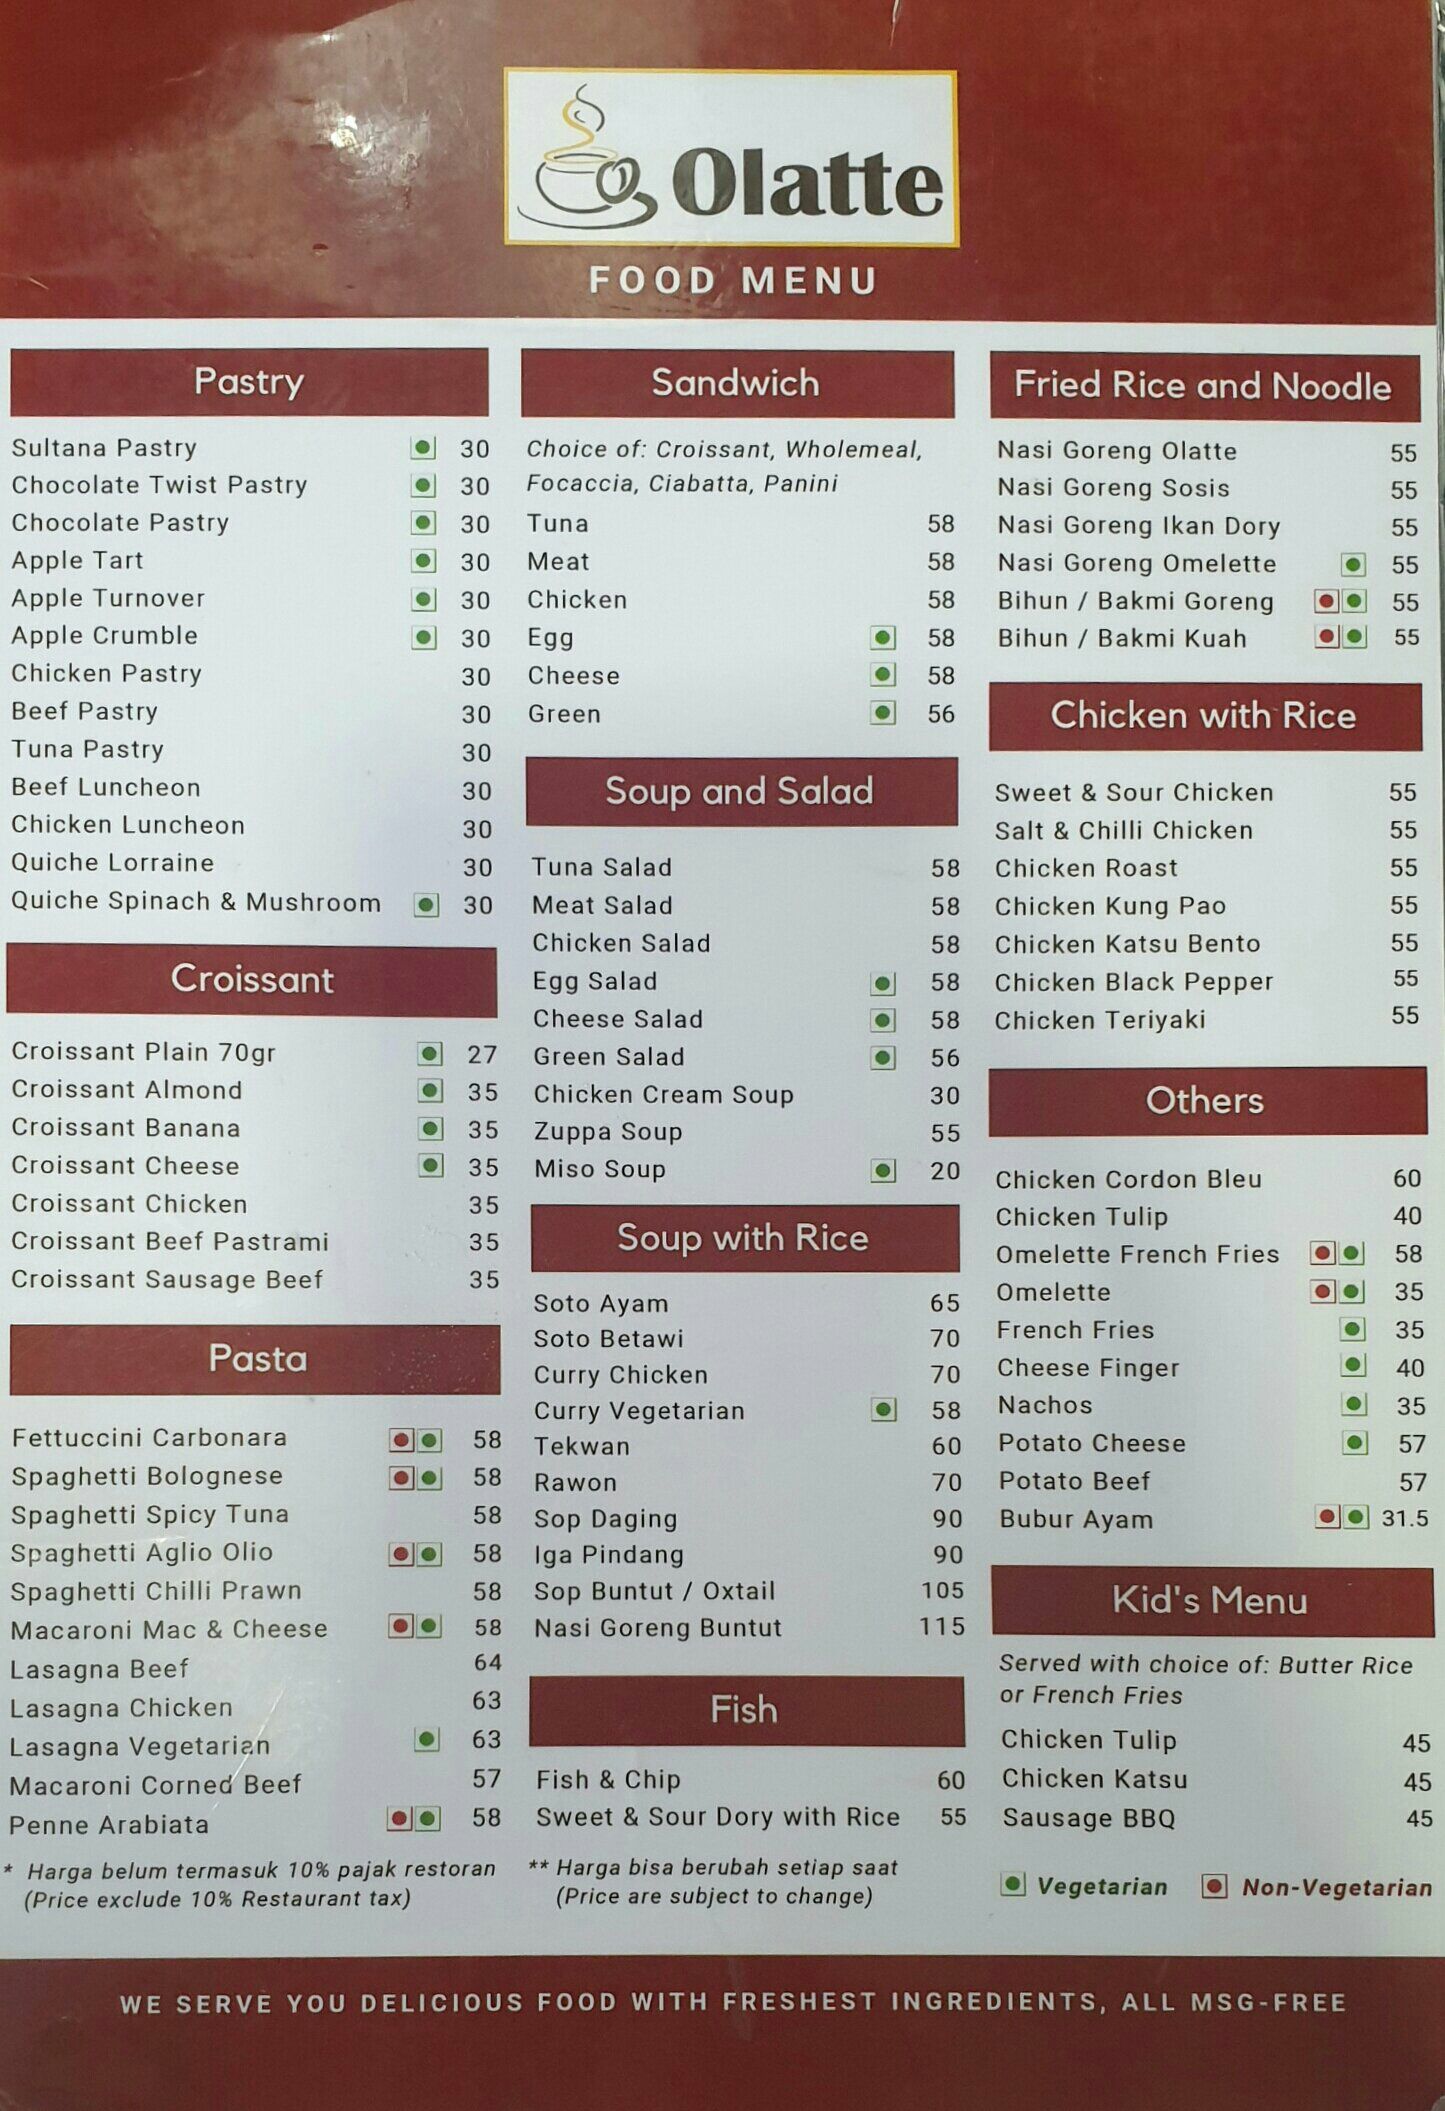 Olatte
FOOD MENU
Pastry
Sultana Pastry 30
Chocolate Twist Pastry 30
Chocolate Pastry 30
Apple Tart 30
Apple Turnover 30
Apple Crumble 30
Chicken Pastry 30
Beef Pastry 30
Tuna Pastry 30
Beef Luncheon 30
Chicken Luncheon 30
Quiche Lorraine 30
Quiche Spinach & Mushroom 30
Croissant
Croissant Plain 70gr 27
Croissant Almond 35
Croissant Banana 35
Croissant Cheese 35
Croissant Chicken 35
Croissant Beef Pastrami 35
Croissant Sausage Beef 35
Pasta
Fettuccini Carbonara 58
Spaghetti Bolognese 58
Spaghetti Spicy Tuna 58
Spaghetti Aglio Olio 58
Spaghetti Chilli Prawn 58
Macaroni Mac & Cheese 58
Lasagna Beef 64
Lasagna Chicken 63
Lasagna Vegetarian 63
Macaroni Corned Beef 57
Penne Arabiata 58
* Harga belum termasuk 10% pajak restoran
(Price exclude 10% Restaurant tax)
Sandwich
Choice of: Croissant, Wholemeal,
Focaccia, Ciabatta, Panini
Tuna 58
Meat 58
Chicken 58
Egg 58
Cheese 58
Green 56
Soup and Salad
Tuna Salad 58
Meat Salad 58
Chicken Salad 58
Egg Salad 58
Cheese Salad 58
Green Salad 56
Chicken Cream Soup 30
Zuppa Soup 55
Miso Soup 20
Soup with Rice
Soto Ayam 65
Soto Betawi 70
Curry Chicken 70
Curry Vegetarian 58
Tekwan 60
Rawon 70
Sop Daging 90
Iga Pindang 90
Sop Buntut / Oxtail 105
Nasi Goreng Buntut 115
Fish
Fish & Chip 60
Sweet & Sour Dory with Rice 55
** Harga bisa berubah setiap saat
(Price are subject to change)
Fried Rice and Noodle
Nasi Goreng Olatte 55
Nasi Goreng Sosis 55
Nasi Goreng Ikan Dory 55
Nasi Goreng Omelette 55
Bihun / Bakmi Goreng 55
Bihun / Bakmi Kuah 55
Chicken with Rice
Sweet & Sour Chicken 55
Salt & Chilli Chicken 55
Chicken Roast 55
Chicken Kung Pao 55
Chicken Katsu Bento 55
Chicken Black Pepper 55
Chicken Teriyaki 55
Others
Chicken Cordon Bleu 60
Chicken Tulip 40
Omelette French Fries 58
Omelette 35
French Fries 35
Cheese Finger 40
Nachos 35
Potato Cheese 57
Potato Beef 57
Bubur Ayam 31.5
Kid's Menu
Served with choice of: Butter Rice
or French Fries
Chicken Tulip 45
Chicken Katsu 45
Sausage BBQ 45
Vegetarian Non-Vegetarian
WE SERVE YOU DELICIOUS FOOD WITH FRESHEST INGREDIENTS, ALL MSG-FREE